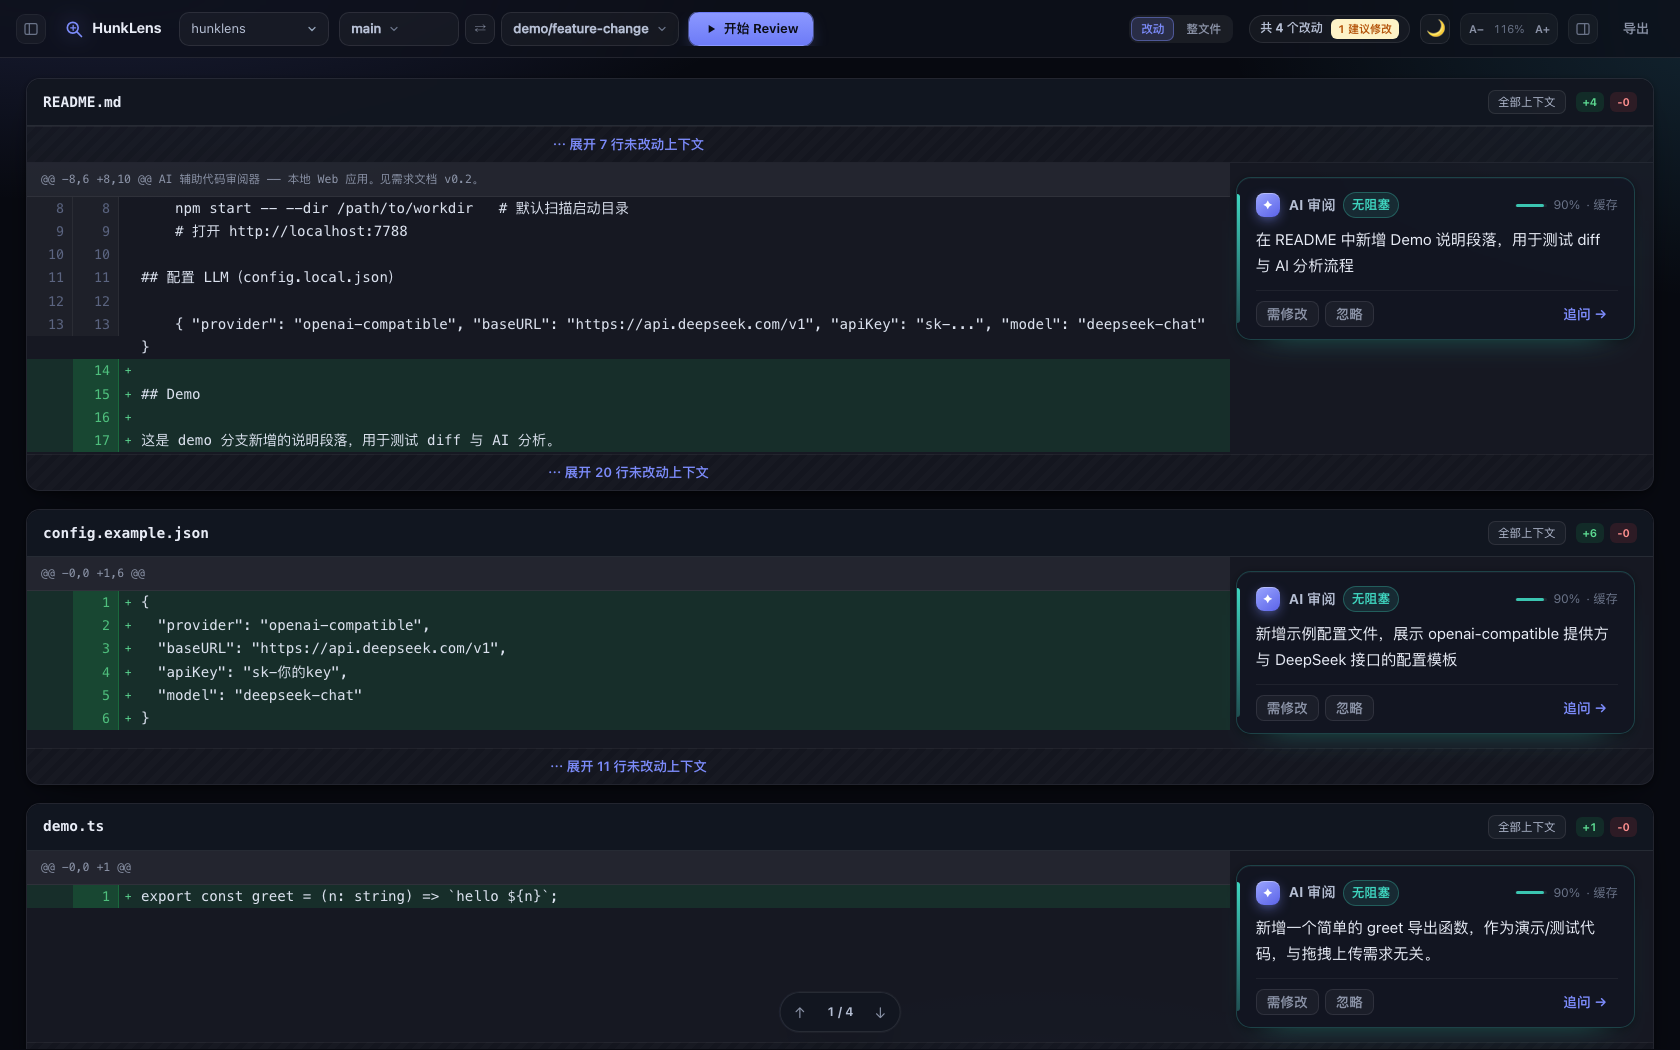 HunkLens hunklens main ⇄ demo/feature-change 开始 Review 改动 整文件 共 4 个改动 1 建议修改 A− 116% A+ 导出
README.md 全部上下文 +4 -0
··· 展开 7 行未改动上下文
@@ -8,6 +8,10 @@ AI 辅助代码审阅器 —— 本地 Web 应用。见需求文档 v0.2。
8 8 npm start -- --dir /path/to/workdir # 默认扫描启动目录
9 9 # 打开 http://localhost:7788
10 10
11 11 ## 配置 LLM（config.local.json）
12 12
13 13 { "provider": "openai-compatible", "baseURL": "https://api.deepseek.com/v1", "apiKey": "sk-...", "model": "deepseek-chat"
}
14 +
15 + ## Demo
16 +
17 + 这是 demo 分支新增的说明段落，用于测试 diff 与 AI 分析。
AI 审阅 无阻塞 90% · 缓存
在 README 中新增 Demo 说明段落，用于测试 diff
与 AI 分析流程
需修改 忽略 追问 →
··· 展开 20 行未改动上下文
config.example.json 全部上下文 +6 -0
@@ -0,0 +1,6 @@
1 + {
2 + "provider": "openai-compatible",
3 + "baseURL": "https://api.deepseek.com/v1",
4 + "apiKey": "sk-你的key",
5 + "model": "deepseek-chat"
6 + }
AI 审阅 无阻塞 90% · 缓存
新增示例配置文件，展示 openai-compatible 提供方
与 DeepSeek 接口的配置模板
需修改 忽略 追问 →
··· 展开 11 行未改动上下文
demo.ts 全部上下文 +1 -0
@@ -0,0 +1 @@
1 + export const greet = (n: string) => `hello ${n}`;
AI 审阅 无阻塞 90% · 缓存
新增一个简单的 greet 导出函数，作为演示/测试代
码，与拖拽上传需求无关。
需修改 忽略 追问 →
↑ 1 / 4 ↓